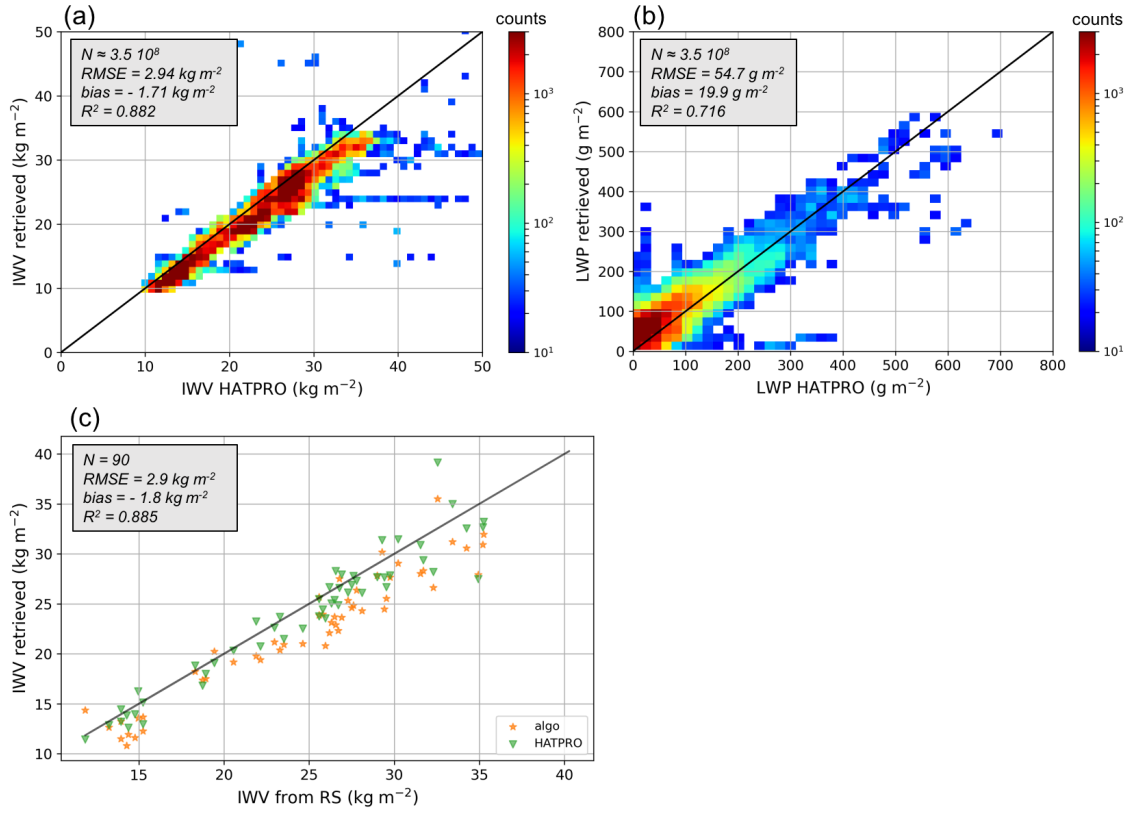 (a)
counts
N ≈ 3.5 10⁸
RMSE = 2.94 kg m⁻²
bias = - 1.71 kg m⁻²
R² = 0.882
50
40
30
20
10
0
IWV retrieved (kg m⁻²)
0 10 20 30 40 50
IWV HATPRO (kg m⁻²)
10³
10²
10¹
(b)
counts
N ≈ 3.5 10⁸
RMSE = 54.7 g m⁻²
bias = 19.9 g m⁻²
R² = 0.716
800
700
600
500
400
300
200
100
0
LWP retrieved (g m⁻²)
0 100 200 300 400 500 600 700 800
LWP HATPRO (g m⁻²)
10³
10²
10¹
(c)
N = 90
RMSE = 2.9 kg m⁻²
bias = - 1.8 kg m⁻²
R² = 0.885
40
35
30
25
20
15
10
IWV retrieved (kg m⁻²)
algo
HATPRO
15 20 25 30 35 40
IWV from RS (kg m⁻²)